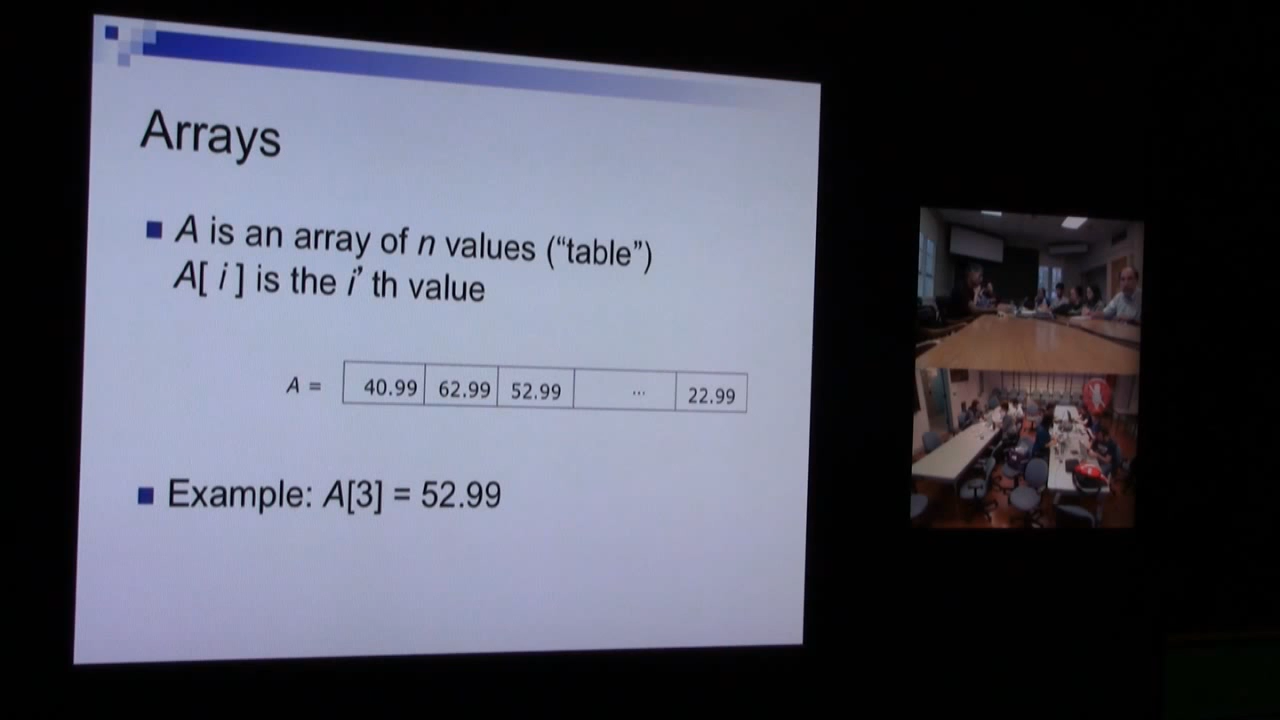 Arrays
A is an array of n values (“table”)
A[ i ] is the i’ th value
A = 40.99 62.99 52.99 ... 22.99
Example: A[3] = 52.99